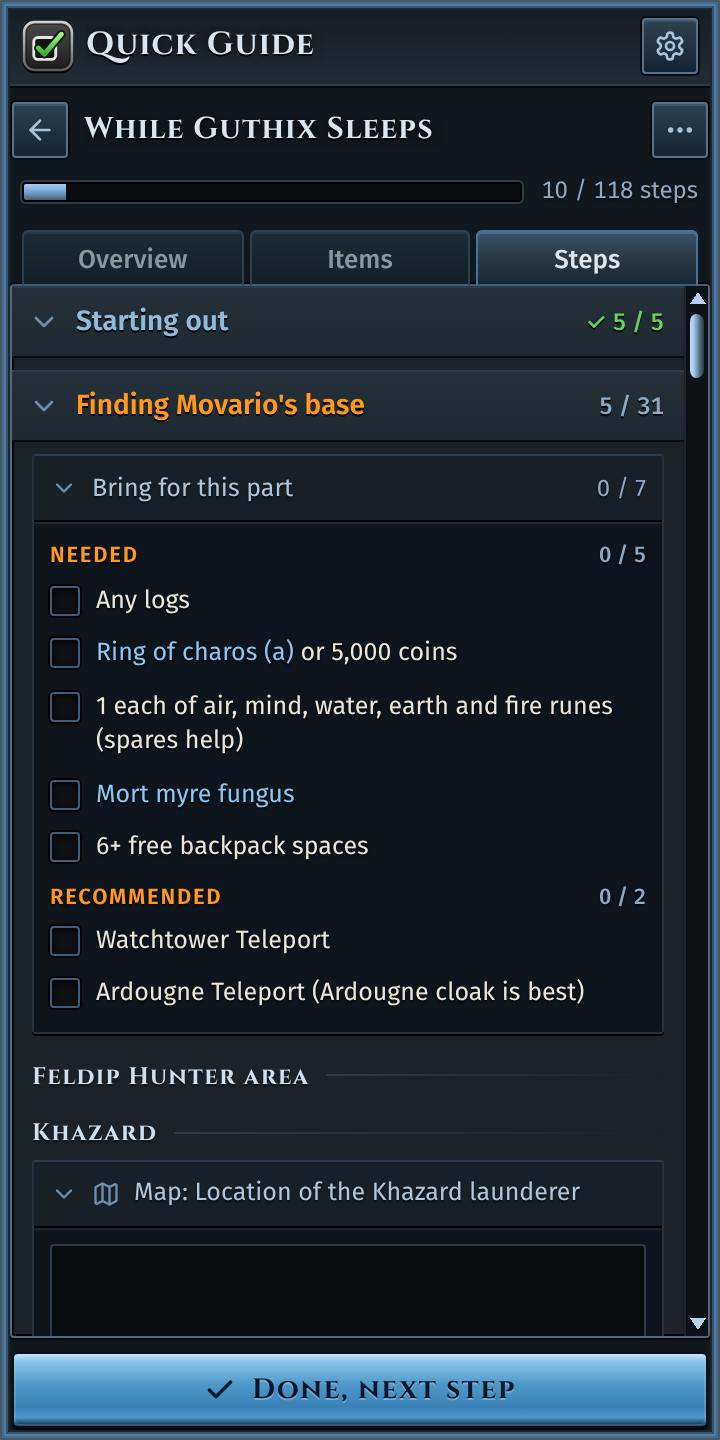 Quick Guide
While Guthix Sleeps
10 / 118 steps
Overview Items Steps
Starting out 5 / 5
Finding Movario's base 5 / 31
Bring for this part 0 / 7
NEEDED 0 / 5
Any logs
Ring of charos (a) or 5,000 coins
1 each of air, mind, water, earth and fire runes
(spares help)
Mort myre fungus
6+ free backpack spaces
RECOMMENDED 0 / 2
Watchtower Teleport
Ardougne Teleport (Ardougne cloak is best)
Feldip Hunter area
Khazard
Map: Location of the Khazard launderer
Done, next step